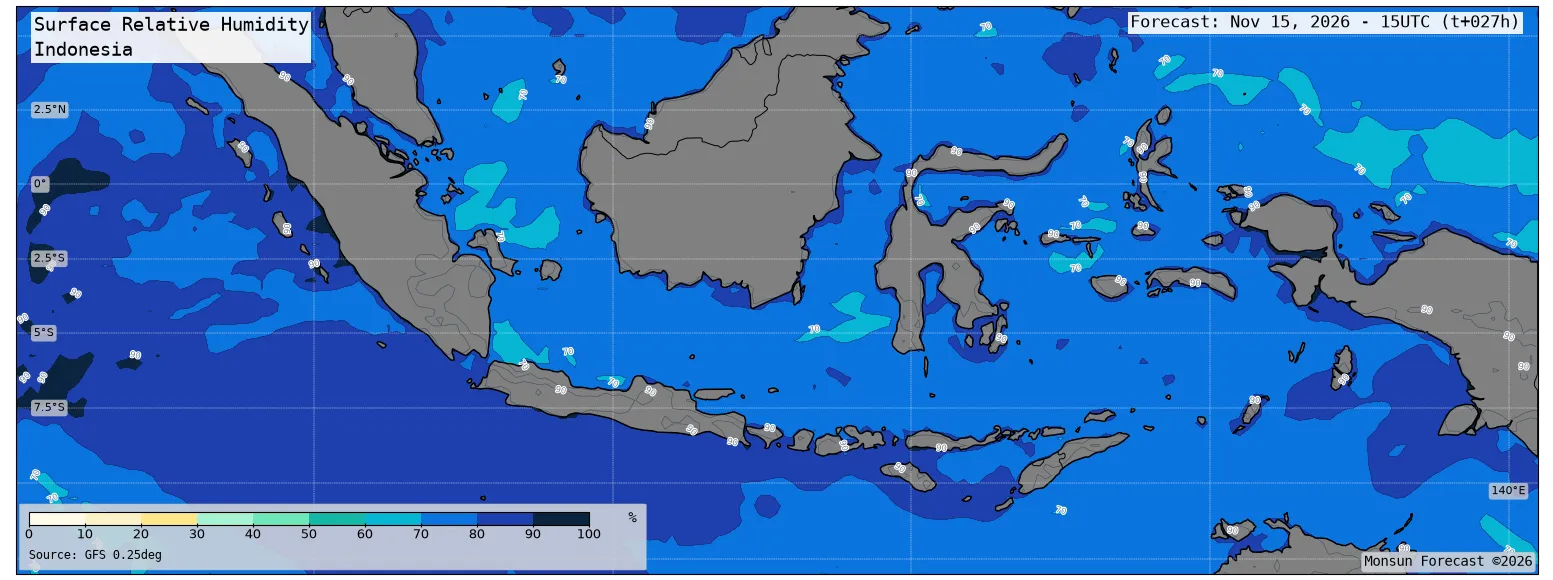 Surface Relative Humidity
Indonesia
Forecast: Nov 15, 2026 - 15UTC (t+027h)
2.5°N
0°
2.5°S
5°S
7.5°S
140°E
0 10 20 30 40 50 60 70 80 90 100
%
Source: GFS 0.25deg
Monsun Forecast ©2026